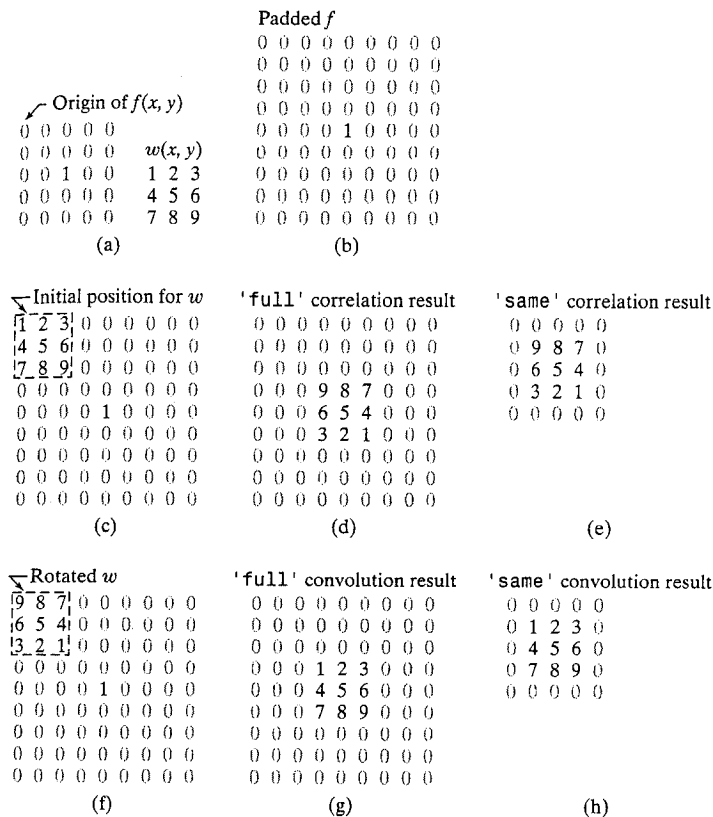 Padded f
0 0 0 0 0 0 0 0 0
0 0 0 0 0 0 0 0 0
0 0 0 0 0 0 0 0 0
0 0 0 0 0 0 0 0 0
0 0 0 0 1 0 0 0 0
0 0 0 0 0 0 0 0 0
0 0 0 0 0 0 0 0 0
0 0 0 0 0 0 0 0 0
0 0 0 0 0 0 0 0 0
Origin of f(x, y)
0 0 0 0 0
0 0 0 0 0
0 0 1 0 0
0 0 0 0 0
0 0 0 0 0
w(x, y)
1 2 3
4 5 6
7 8 9
(a)
(b)
Initial position for w
1 2 3 0 0 0 0 0 0
4 5 6 0 0 0 0 0 0
7 8 9 0 0 0 0 0 0
0 0 0 0 0 0 0 0 0
0 0 0 0 1 0 0 0 0
0 0 0 0 0 0 0 0 0
0 0 0 0 0 0 0 0 0
0 0 0 0 0 0 0 0 0
0 0 0 0 0 0 0 0 0
(c)
'full' correlation result
0 0 0 0 0 0 0 0 0
0 0 0 0 0 0 0 0 0
0 0 0 0 0 0 0 0 0
0 0 0 9 8 7 0 0 0
0 0 0 6 5 4 0 0 0
0 0 0 3 2 1 0 0 0
0 0 0 0 0 0 0 0 0
0 0 0 0 0 0 0 0 0
0 0 0 0 0 0 0 0 0
(d)
'same' correlation result
0 0 0 0 0
0 9 8 7 0
0 6 5 4 0
0 3 2 1 0
0 0 0 0 0
(e)
Rotated w
9 8 7 0 0 0 0 0 0
6 5 4 0 0 0 0 0 0
3 2 1 0 0 0 0 0 0
0 0 0 0 0 0 0 0 0
0 0 0 0 1 0 0 0 0
0 0 0 0 0 0 0 0 0
0 0 0 0 0 0 0 0 0
0 0 0 0 0 0 0 0 0
0 0 0 0 0 0 0 0 0
(f)
'full' convolution result
0 0 0 0 0 0 0 0 0
0 0 0 0 0 0 0 0 0
0 0 0 0 0 0 0 0 0
0 0 0 1 2 3 0 0 0
0 0 0 4 5 6 0 0 0
0 0 0 7 8 9 0 0 0
0 0 0 0 0 0 0 0 0
0 0 0 0 0 0 0 0 0
0 0 0 0 0 0 0 0 0
(g)
'same' convolution result
0 0 0 0 0
0 1 2 3 0
0 4 5 6 0
0 7 8 9 0
0 0 0 0 0
(h)